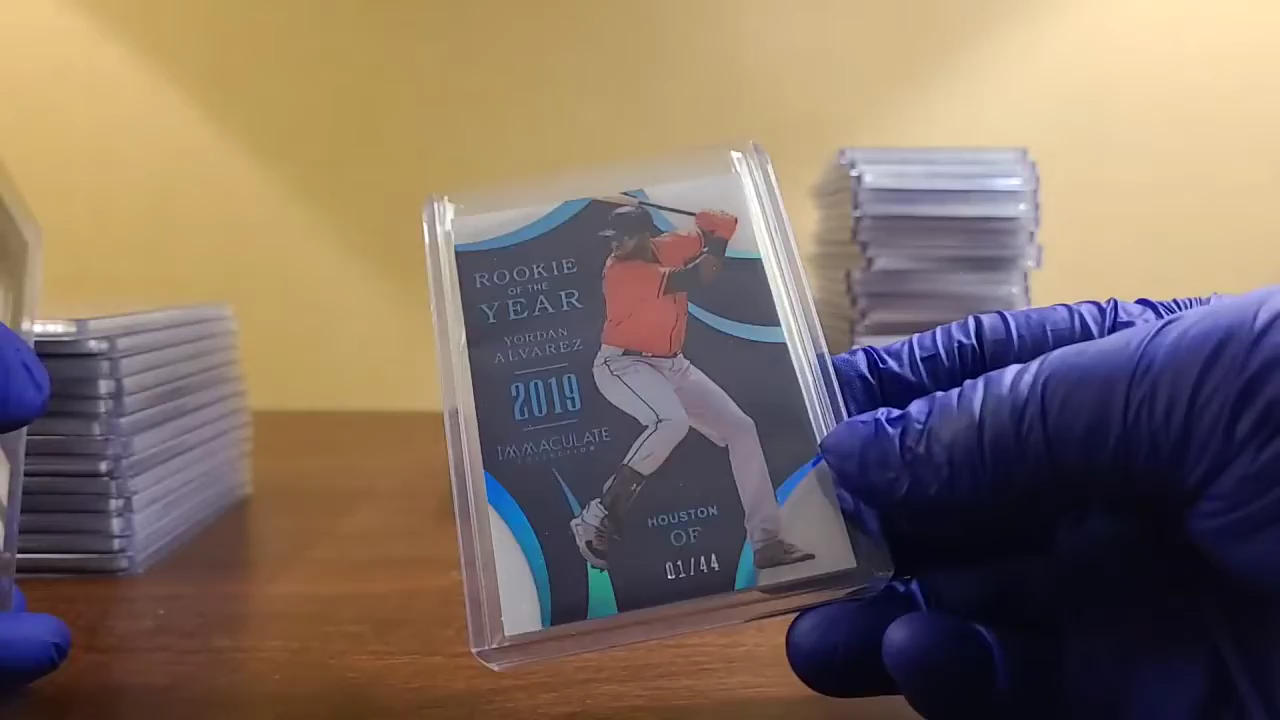 ROOKIE
OF THE
YEAR
YORDAN
ALVAREZ
2019
IMMACULATE
COLLECTION
HOUSTON
OF
01/44